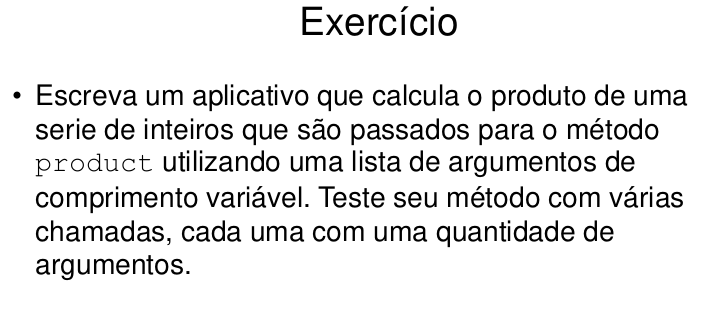 Exercício
• Escreva um aplicativo que calcula o produto de uma
serie de inteiros que são passados para o método
product utilizando uma lista de argumentos de
comprimento variável. Teste seu método com várias
chamadas, cada uma com uma quantidade de
argumentos.